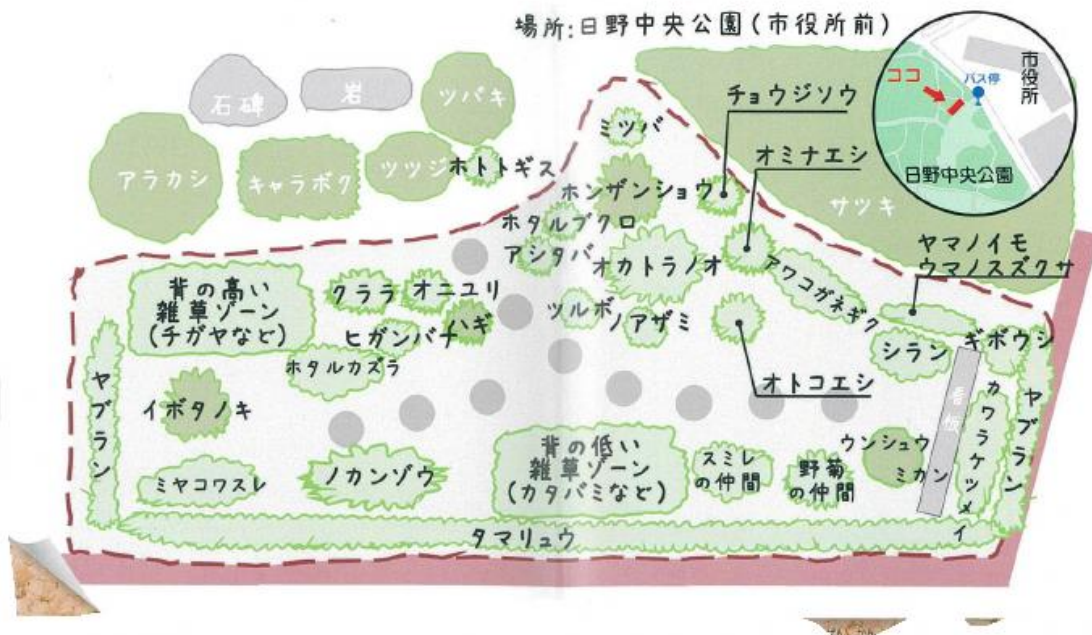 場所:日野中央公園(市役所前)
ココ
バス停
市役所
日野中央公園
石碑
岩
ツバキ
アラカシ
キャラボク
ツツジ
ホトトギス
ミツバ
チョウジソウ
オミナエシ
サツキ
ホンザンショウ
ホタルブクロ
アシタバ
オカトラノオ
アワコガネギク
ヤマノイモ
ウマノスズクサ
背の高い
雑草ゾーン
(チガヤなど)
クララ
オニユリ
ヒガンバナ
ハギ
ツルボ
ノアザミ
シラン
ギボウシ
ホタルカズラ
オトコエシ
ヤブラン
イボタノキ
ミヤコワスレ
ノカンゾウ
背の低い
雑草ゾーン
(カタバミなど)
スミレ
の仲間
野菊
の仲間
ウンシュウ
ミカン
看板
カワラケツメイ
ヤブラン
タマリュウ